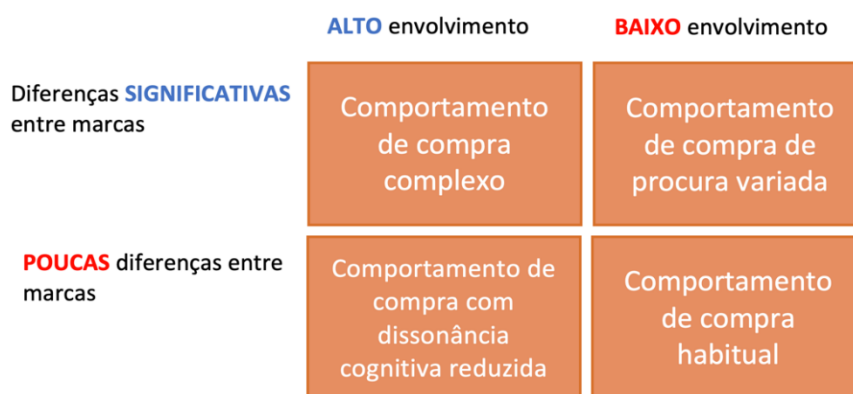 ALTO envolvimento
BAIXO envolvimento
Diferenças SIGNIFICATIVAS
entre marcas
Comportamento
de compra
complexo
Comportamento
de compra de
procura variada
POUCAS diferenças entre
marcas
Comportamento de
compra com
dissonância
cognitiva reduzida
Comportamento
de compra
habitual